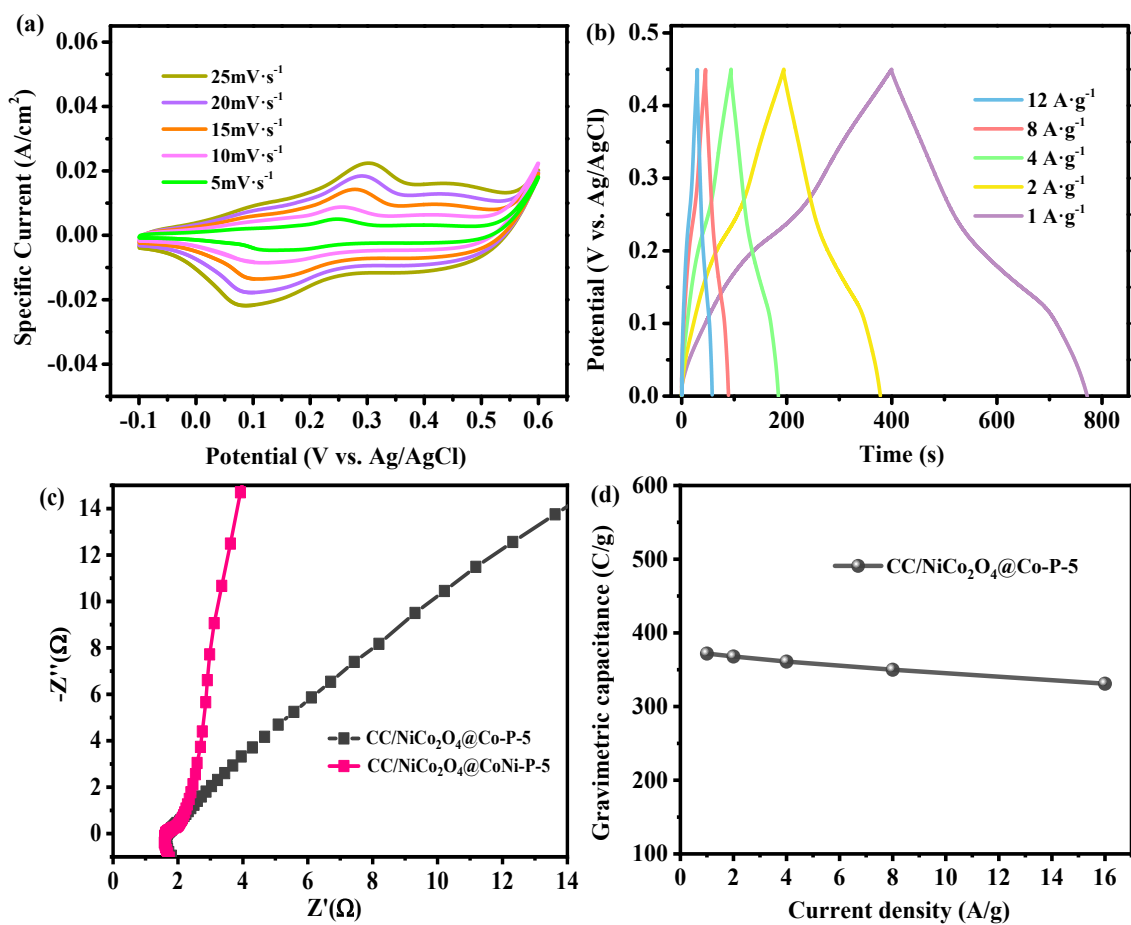 (a)
0.06
0.04
0.02
0.00
-0.02
-0.04
Specific Current (A/cm²)
25mV·s⁻¹
20mV·s⁻¹
15mV·s⁻¹
10mV·s⁻¹
5mV·s⁻¹
-0.1 0.0 0.1 0.2 0.3 0.4 0.5 0.6
Potential (V vs. Ag/AgCl)
(b)
0.5
0.4
0.3
0.2
0.1
0.0
Potential (V vs. Ag/AgCl)
12 A·g⁻¹
8 A·g⁻¹
4 A·g⁻¹
2 A·g⁻¹
1 A·g⁻¹
0 200 400 600 800
Time (s)
(c)
14
12
10
8
6
4
2
0
-Z''(Ω)
CC/NiCo₂O₄@Co-P-5
CC/NiCo₂O₄@CoNi-P-5
0 2 4 6 8 10 12 14
Z'(Ω)
(d)
600
500
400
300
200
100
Gravimetric capacitance (C/g)
CC/NiCo₂O₄@Co-P-5
0 2 4 6 8 10 12 14 16
Current density (A/g)